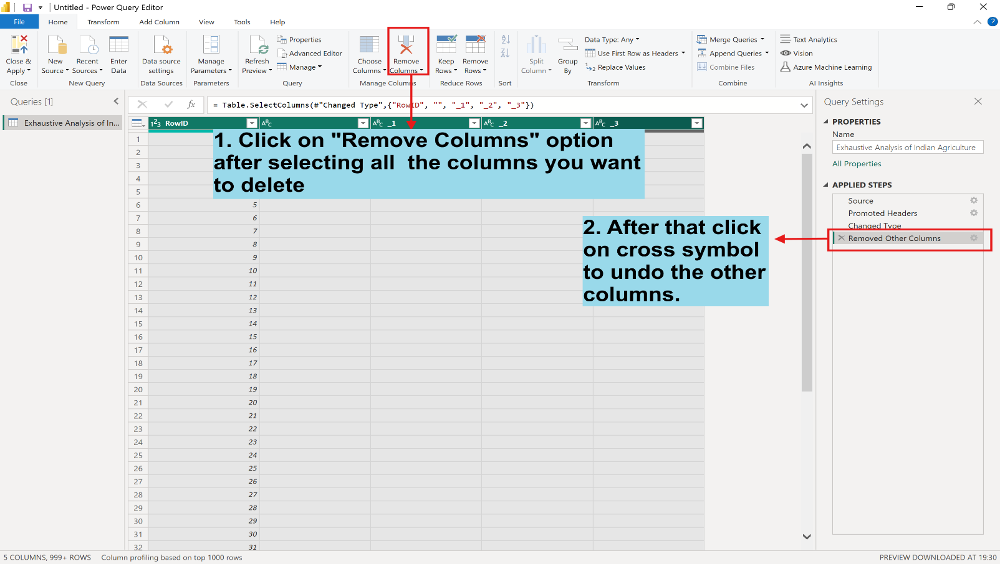 Untitled - Power Query Editor
File Home Transform Add Column View Tools Help
Close & Apply
Close
New Source
Recent Sources
Enter Data
New Query
Data source settings
Data Sources
Manage Parameters
Parameters
Refresh Preview
Properties
Advanced Editor
Manage
Query
Choose Columns
Remove Columns
Manage Columns
Keep Rows
Remove Rows
Reduce Rows
Sort
Split Column
Group By
Data Type: Any
Use First Row as Headers
Replace Values
Transform
Merge Queries
Append Queries
Combine Files
Combine
Text Analytics
Vision
Azure Machine Learning
AI Insights
Queries [1]
Exhaustive Analysis of In...
fx
= Table.SelectColumns(#"Changed Type",{"RowID", "", "_1", "_2", "_3"})
123 RowID ABC ABC _1 ABC _2 ABC _3
1
2
3
4
5
1. Click on "Remove Columns" option
after selecting all the columns you want
to delete
6 5
7 6
8 7
9 8
10 9
11 10
12 11
13 12
14 13
15 14
16 15
17 16
18 17
19 18
20 19
21 20
22 21
23 22
24 23
25 24
26 25
27 26
28 27
29 28
30 29
31 30
32 31
2. After that click
on cross symbol
to undo the other
columns.
Query Settings
PROPERTIES
Name
Exhaustive Analysis of Indian Agriculture
All Properties
APPLIED STEPS
Source
Promoted Headers
Changed Type
Removed Other Columns
5 COLUMNS, 999+ ROWS Column profiling based on top 1000 rows
PREVIEW DOWNLOADED AT 19:30